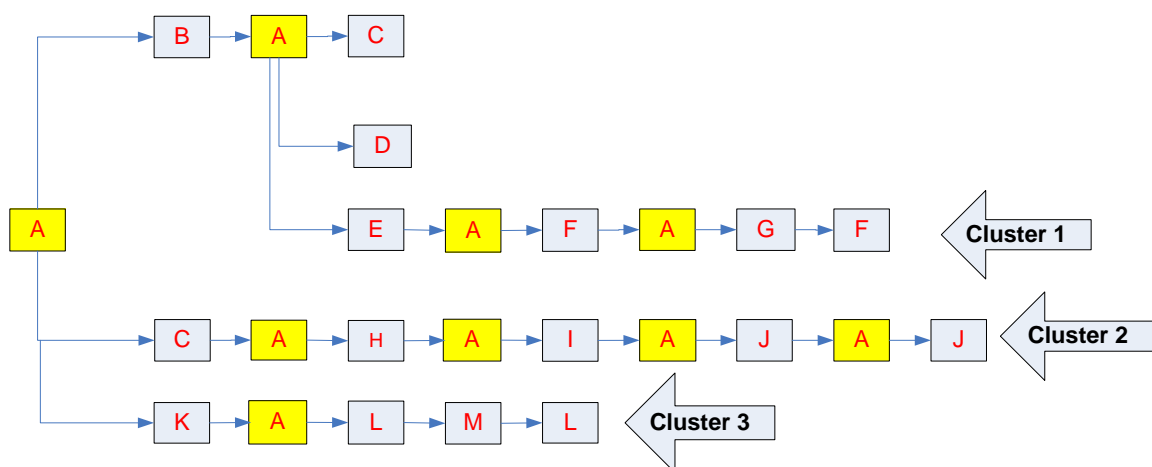 B A C
D
A
E A F A G F
Cluster 1
C A H A I A J A J
Cluster 2
K A L M L
Cluster 3